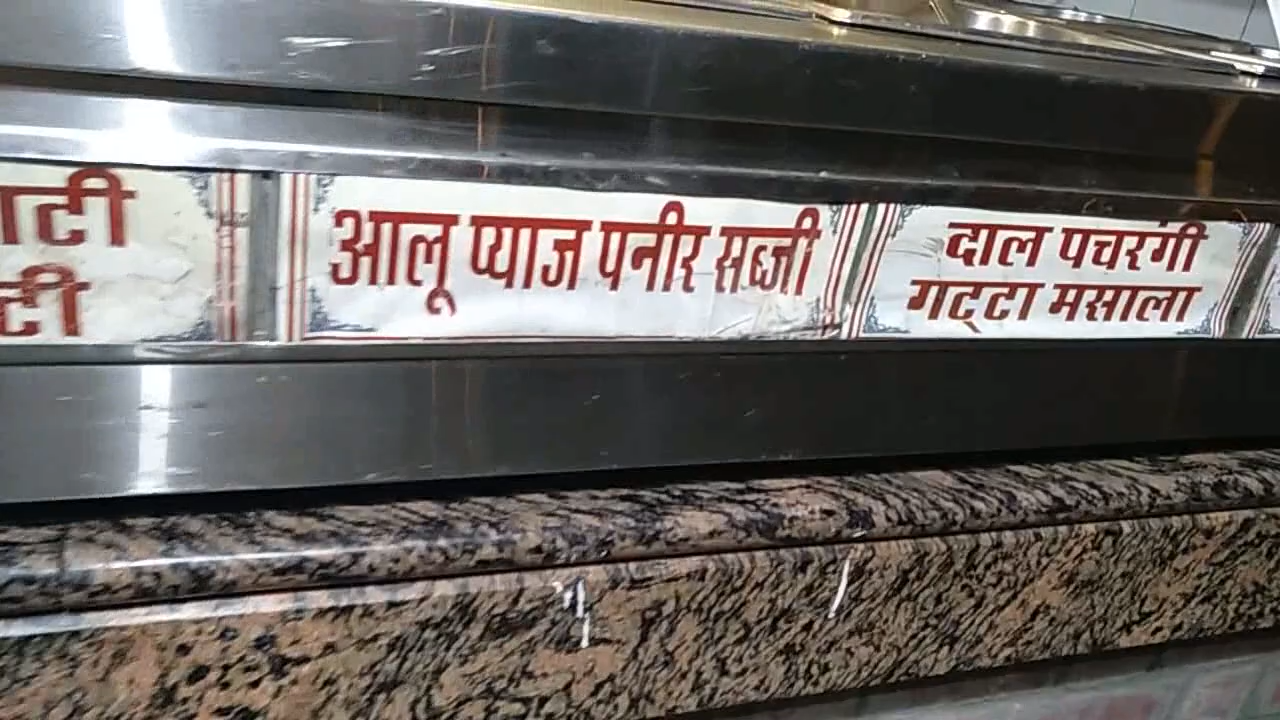 आलू प्याज पनीर सब्जी
दाल पचरंगी
गट्टा मसाला